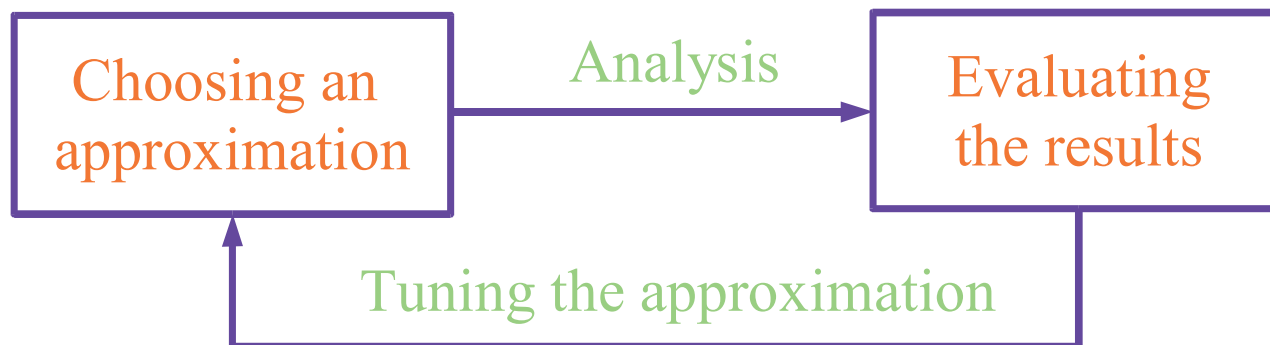 Choosing an
approximation
Analysis
Evaluating
the results
Tuning the approximation